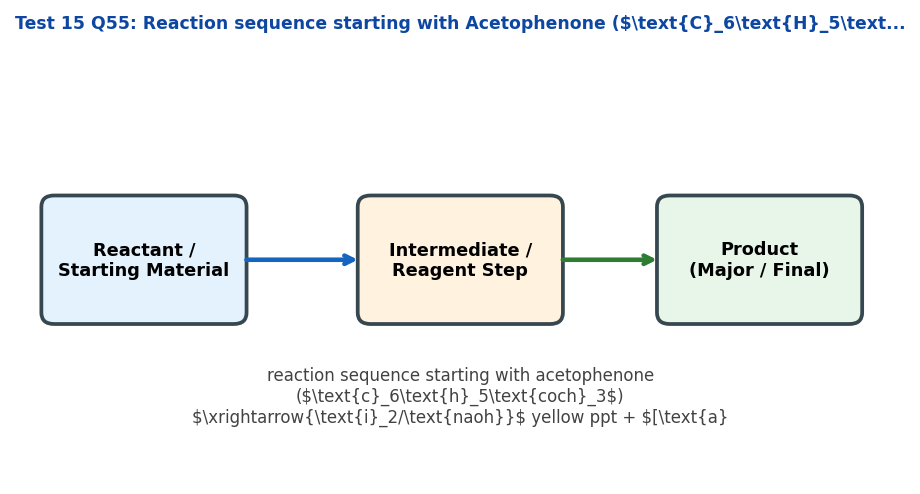 Test 15 Q55: Reaction sequence starting with Acetophenone ($\text{C}_6\text{H}_5\text...
Reactant /
Starting Material
Intermediate /
Reagent Step
Product
(Major / Final)
reaction sequence starting with acetophenone
($\text{c}_6\text{h}_5\text{coch}_3$)
$\xrightarrow{\text{i}_2/\text{naoh}}$ yellow ppt + $[\text{a}